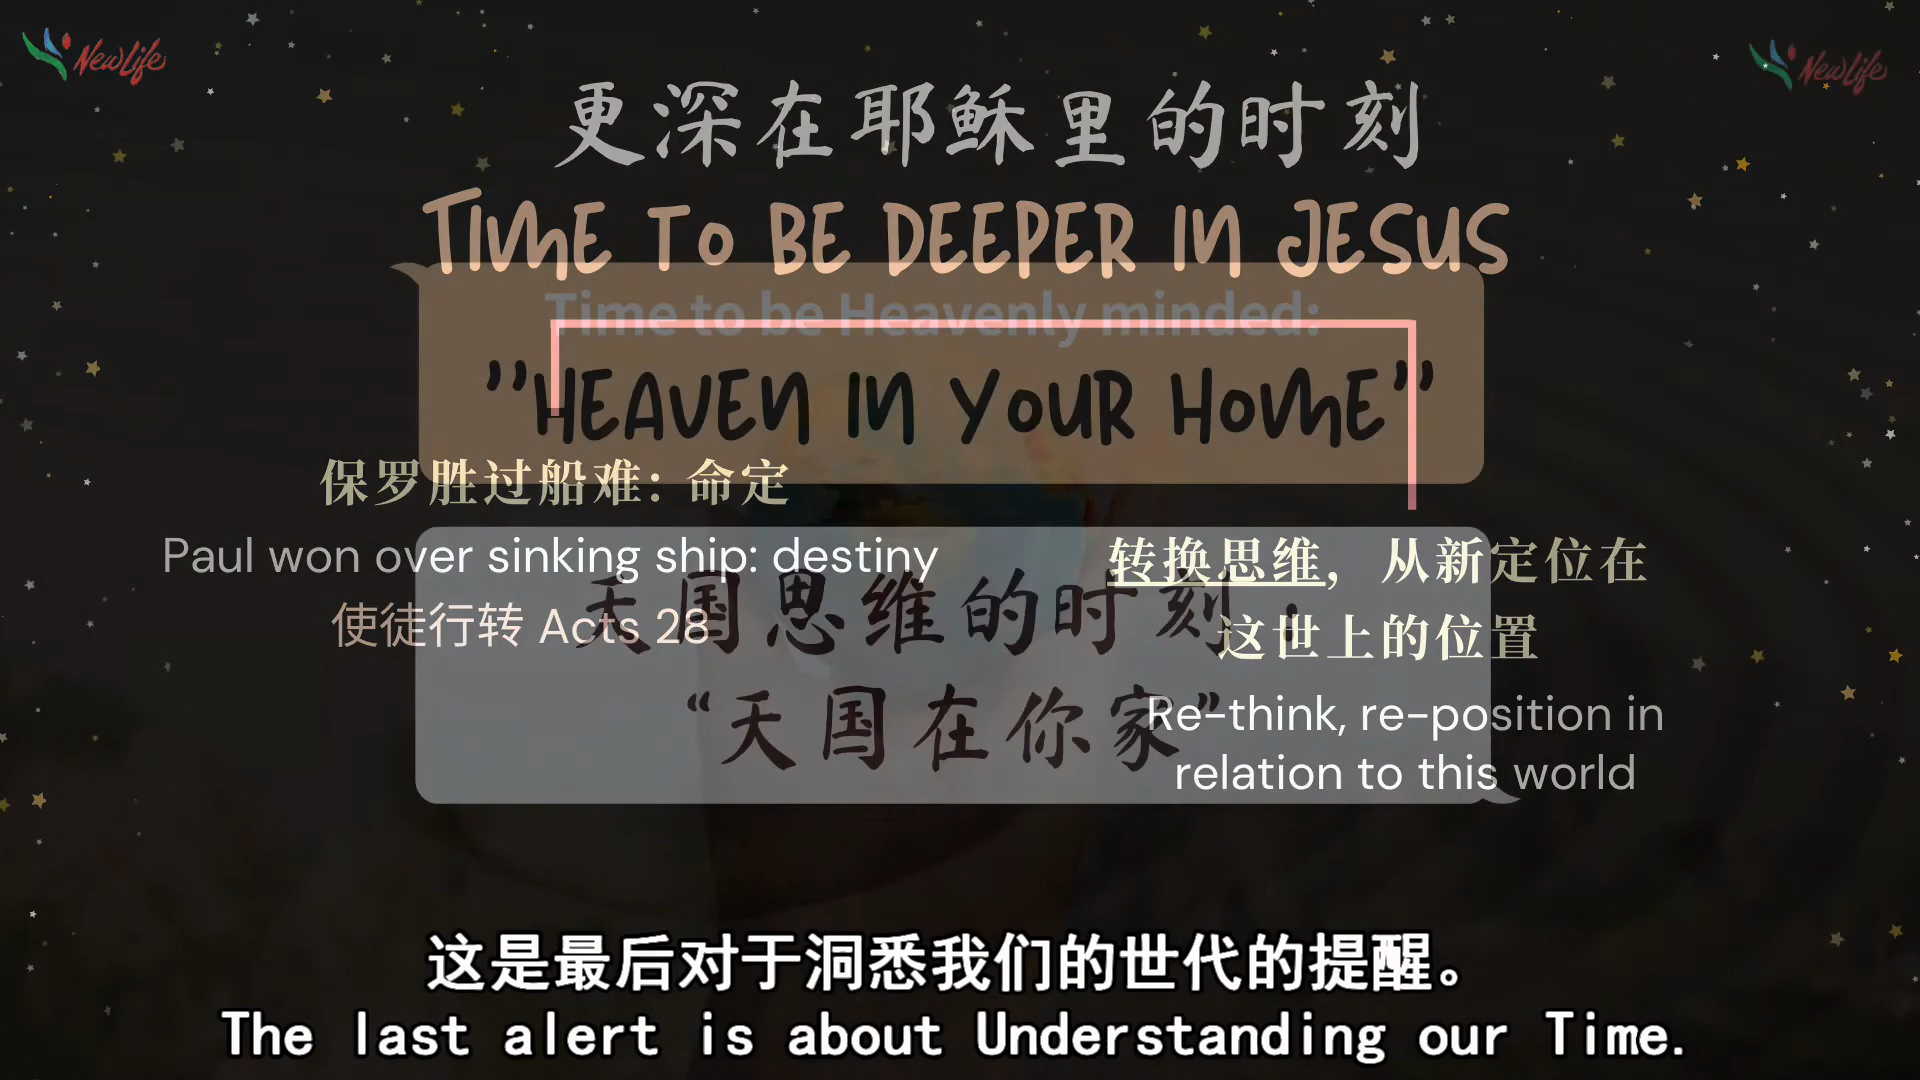 NewLife
NewLife
更深在耶稣里的时刻
TIME TO BE DEEPER IN JESUS
Time to be Heavenly minded:
"HEAVEN IN YOUR HOME"
保罗胜过船难：命定
Paul won over sinking ship: destiny
使徒行转 Acts 28
转换思维，从新定位在
这世上的位置
Re-think, re-position in
relation to this world
天国思维的时刻：
“天国在你家”
这是最后对于洞悉我们的世代的提醒。
The last alert is about Understanding our Time.